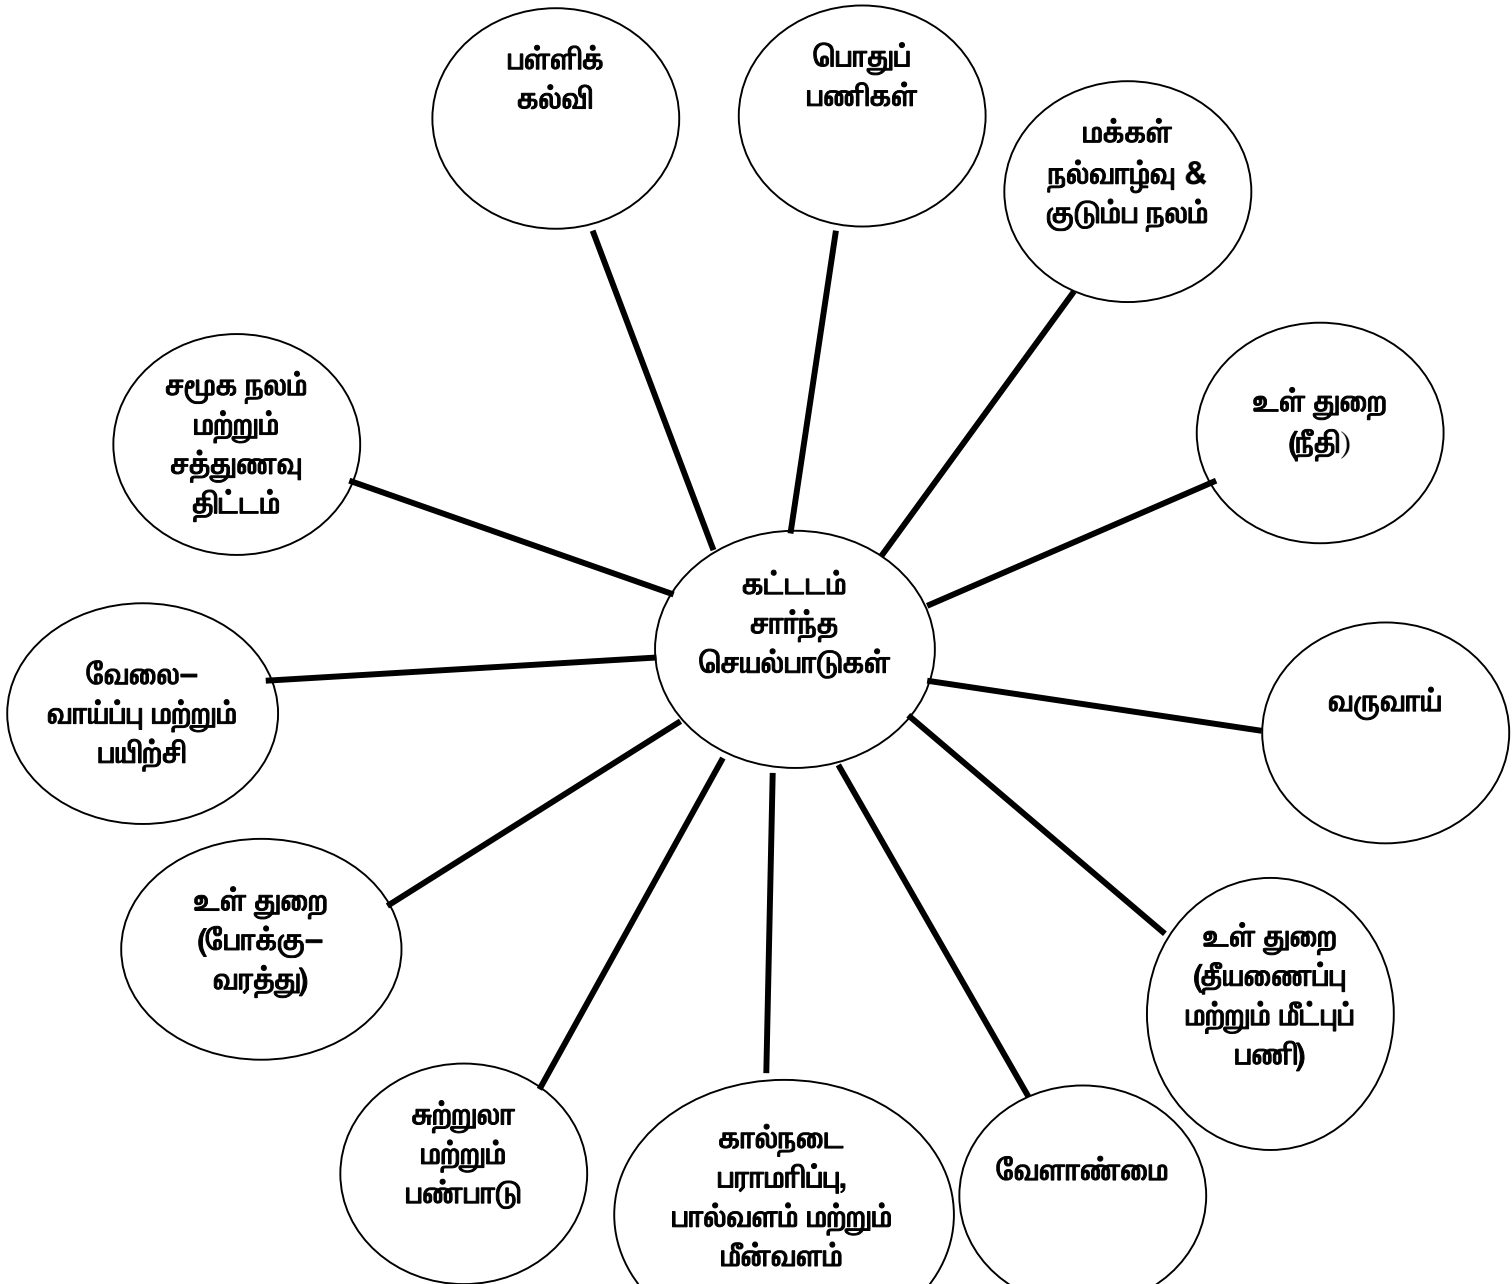 பள்ளிக்
கல்வி
பொதுப்
பணிகள்
மக்கள்
நல்வாழ்வு &
குடும்ப நலம்
உள் துறை
(நீதி)
வருவாய்
உள் துறை
(தீயணைப்பு
மற்றும் மீட்புப்
பணி)
வேளாண்மை
கால்நடை
பராமரிப்பு,
பால்வளம் மற்றும்
மீன்வளம்
சுற்றுலா
மற்றும்
பண்பாடு
உள் துறை
(போக்கு–
வரத்து)
வேலை–
வாய்ப்பு மற்றும்
பயிற்சி
சமூக நலம்
மற்றும்
சத்துணவு
திட்டம்
கட்டடம்
சார்ந்த
செயல்பாடுகள்